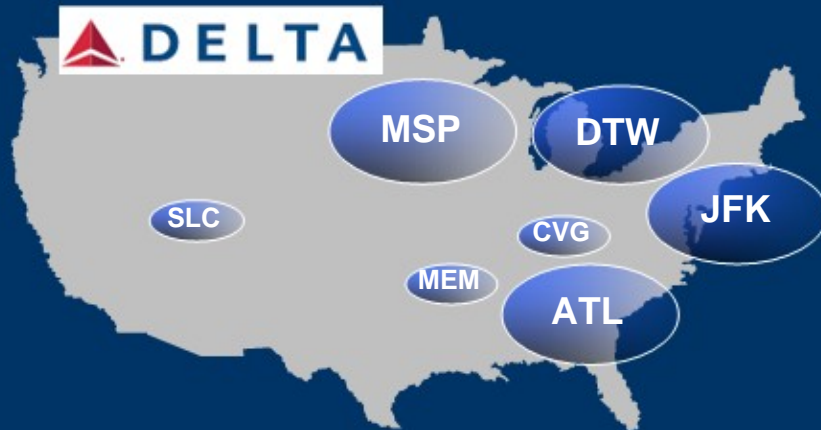 DELTA
MSP
DTW
SLC
CVG
JFK
MEM
ATL